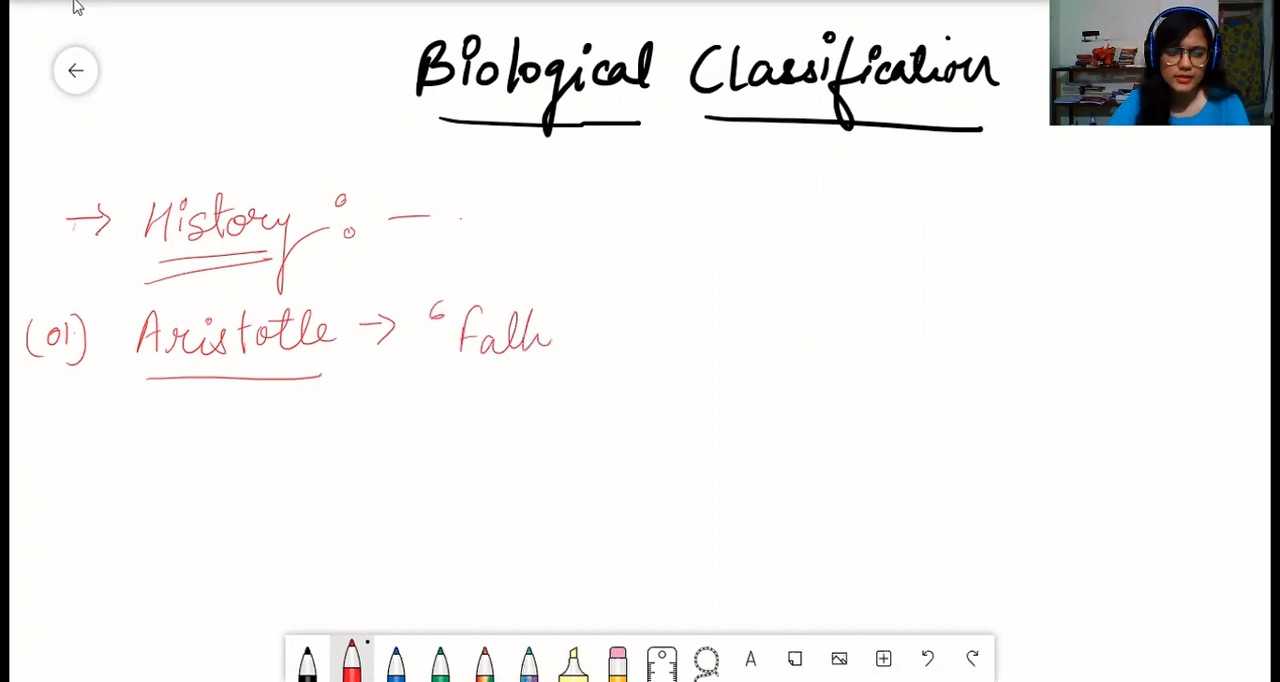 Biological Classification
→ History : —
(01) Aristotle → ‘Fath
A